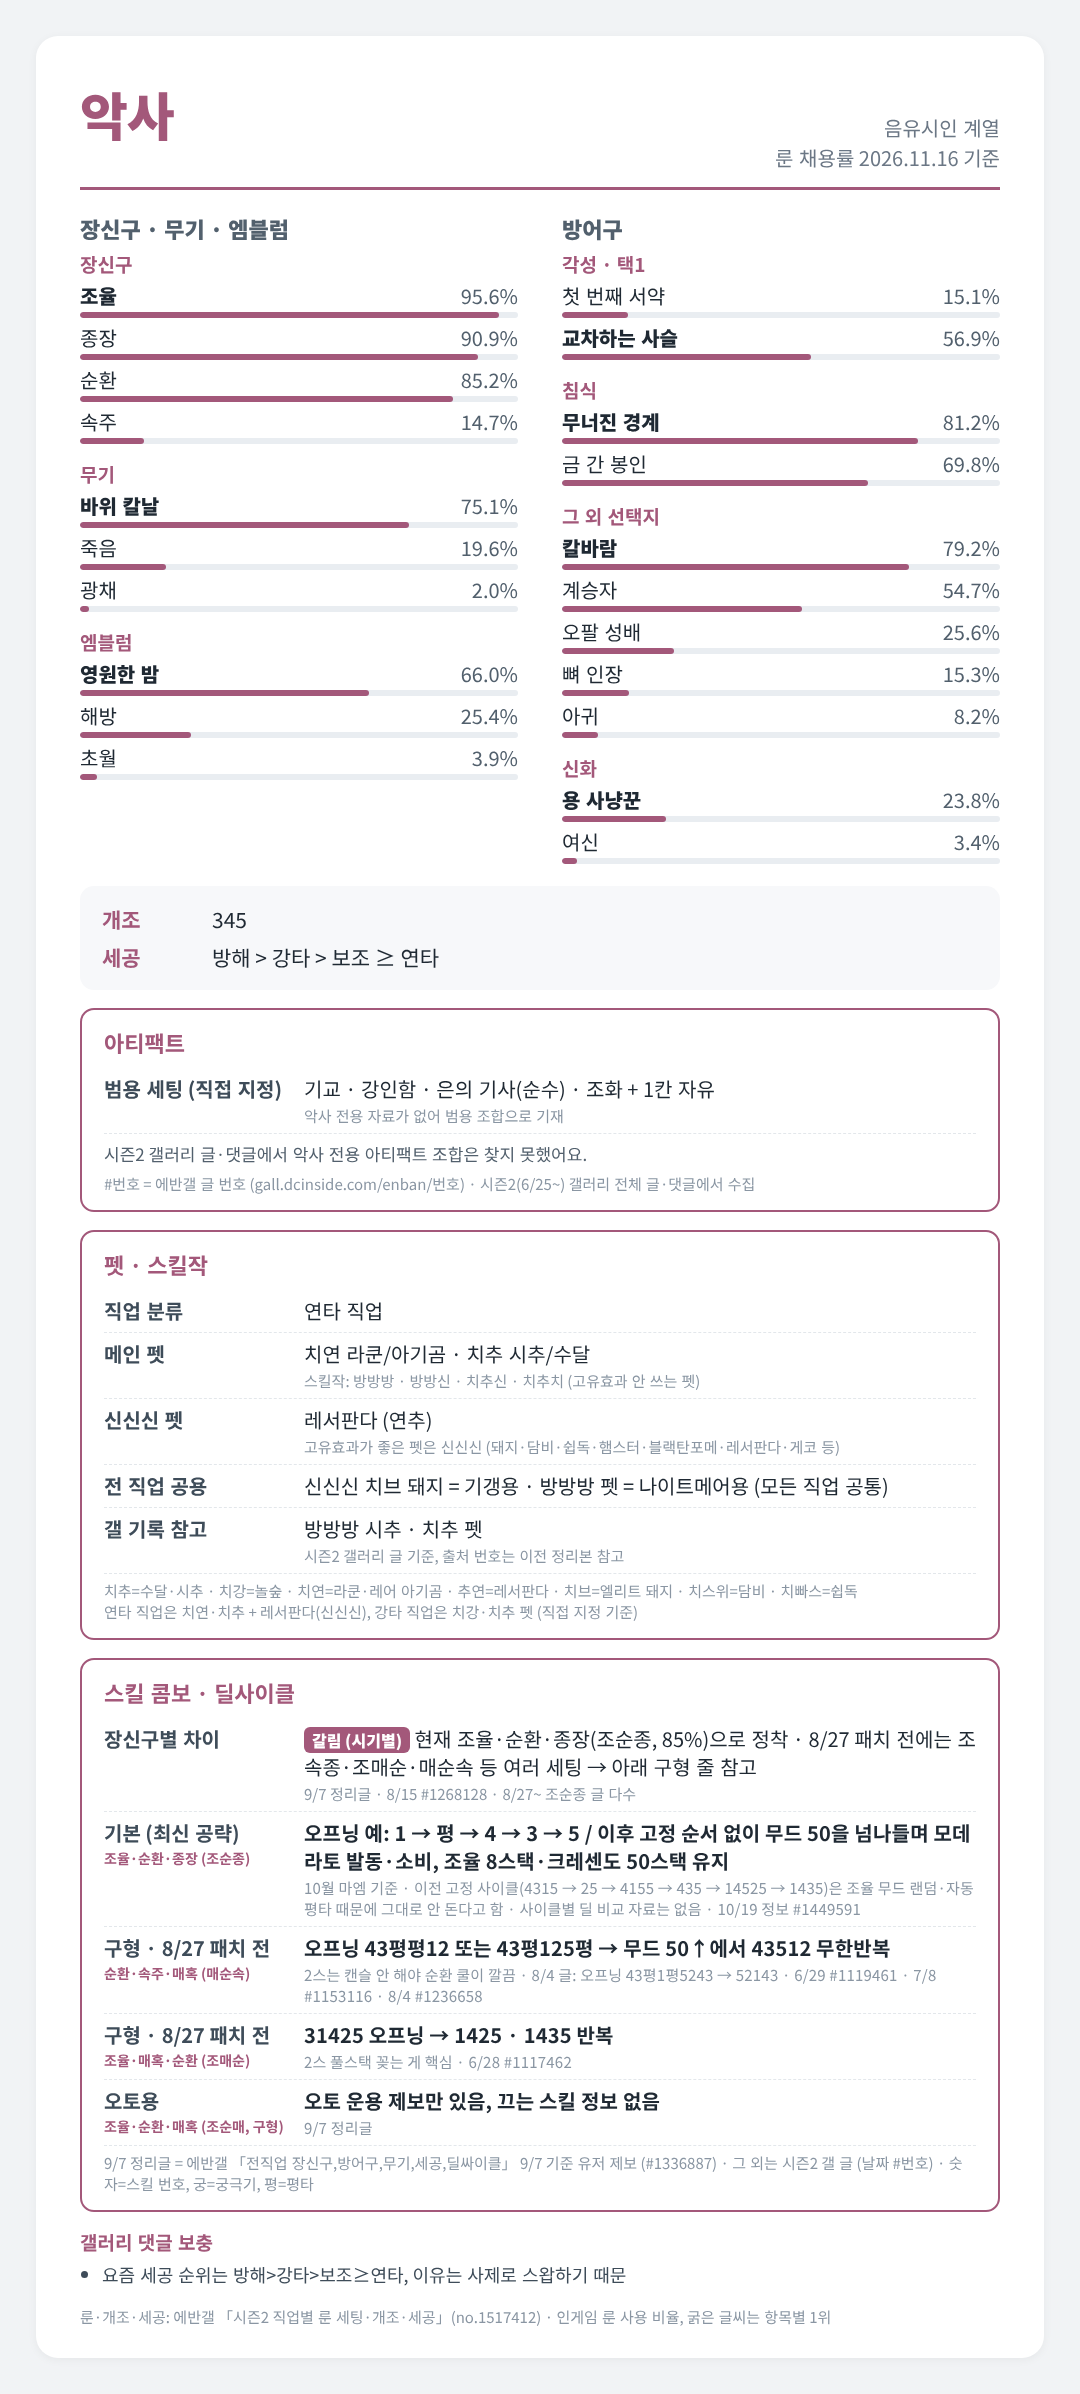 악사
음유시인 계열
룬 채용률 2026.11.16 기준
장신구 · 무기 · 엠블럼
장신구
조율 95.6%
종장 90.9%
순환 85.2%
속주 14.7%
무기
바위 칼날 75.1%
죽음 19.6%
광채 2.0%
엠블럼
영원한 밤 66.0%
해방 25.4%
초월 3.9%
방어구
각성 · 택1
첫 번째 서약 15.1%
교차하는 사슬 56.9%
침식
무너진 경계 81.2%
금 간 봉인 69.8%
그 외 선택지
칼바람 79.2%
계승자 54.7%
오팔 성배 25.6%
뼈 인장 15.3%
아귀 8.2%
신화
용 사냥꾼 23.8%
여신 3.4%
개조 345
세공 방해 > 강타 > 보조 ≥ 연타
아티팩트
범용 세팅 (직접 지정) 기교 · 강인함 · 은의 기사(순수) · 조화 + 1칸 자유
악사 전용 자료가 없어 범용 조합으로 기재
시즌2 갤러리 글·댓글에서 악사 전용 아티팩트 조합은 찾지 못했어요.
#번호 = 에반갤 글 번호 (gall.dcinside.com/enban/번호) · 시즌2(6/25~) 갤러리 전체 글·댓글에서 수집
펫 · 스킬작
직업 분류 연타 직업
메인 펫 치연 라쿤/아기곰 · 치추 시추/수달
스킬작: 방방방 · 방방신 · 치추신 · 치추치 (고유효과 안 쓰는 펫)
신신신 펫 레서판다 (연추)
고유효과가 좋은 펫은 신신신 (돼지·담비·쉽독·햄스터·블랙탄포메·레서판다·게코 등)
전 직업 공용 신신신 치브 돼지 = 기갱용 · 방방방 펫 = 나이트메어용 (모든 직업 공통)
갤 기록 참고 방방방 시추 · 치추 펫
시즌2 갤러리 글 기준, 출처 번호는 이전 정리본 참고
치추=수달·시추 · 치강=놀숲 · 치연=라쿤·레어 아기곰 · 추연=레서판다 · 치브=엘리트 돼지 · 치스위=담비 · 치빠스=쉽독
연타 직업은 치연·치추 + 레서판다(신신신), 강타 직업은 치강·치추 펫 (직접 지정 기준)
스킬 콤보 · 딜사이클
장신구별 차이 갈림 (시기별) 현재 조율·순환·종장(조순종, 85%)으로 정착 · 8/27 패치 전에는 조
속종·조매순·매순속 등 여러 세팅 → 아래 구형 줄 참고
9/7 정리글 · 8/15 #1268128 · 8/27~ 조순종 글 다수
기본 (최신 공략) 오프닝 예: 1 → 평 → 4 → 3 → 5 / 이후 고정 순서 없이 무드 50을 넘나들며 모데
조율·순환·종장 (조순종) 라토 발동·소비, 조율 8스택·크레센도 50스택 유지
10월 마엠 기준 · 이전 고정 사이클(4315 → 25 → 4155 → 435 → 14525 → 1435)은 조율 무드 랜덤·자동
평타 때문에 그대로 안 돈다고 함 · 사이클별 딜 비교 자료는 없음 · 10/19 정보 #1449591
구형 · 8/27 패치 전 오프닝 43평평12 또는 43평125평 → 무드 50↑에서 43512 무한반복
순환·속주·매혹 (매순속) 2스는 캔슬 안 해야 순환 쿨이 깔끔 · 8/4 글: 오프닝 43평1평5243 → 52143 · 6/29 #1119461 · 7/8
#1153116 · 8/4 #1236658
구형 · 8/27 패치 전 31425 오프닝 → 1425 · 1435 반복
조율·매혹·순환 (조매순) 2스 풀스택 꽂는 게 핵심 · 6/28 #1117462
오토용 오토 운용 제보만 있음, 끄는 스킬 정보 없음
조율·순환·매혹 (조순매, 구형) 9/7 정리글
9/7 정리글 = 에반갤 「전직업 장신구,방어구,무기,세공,딜싸이클」 9/7 기준 유저 제보 (#1336887) · 그 외는 시즌2 갤 글 (날짜 #번호) · 숫
자=스킬 번호, 궁=궁극기, 평=평타
갤러리 댓글 보충
• 요즘 세공 순위는 방해>강타>보조≥연타, 이유는 사제로 스왑하기 때문
룬·개조·세공: 에반갤 「시즌2 직업별 룬 세팅·개조·세공」(no.1517412) · 인게임 룬 사용 비율, 굵은 글씨는 항목별 1위